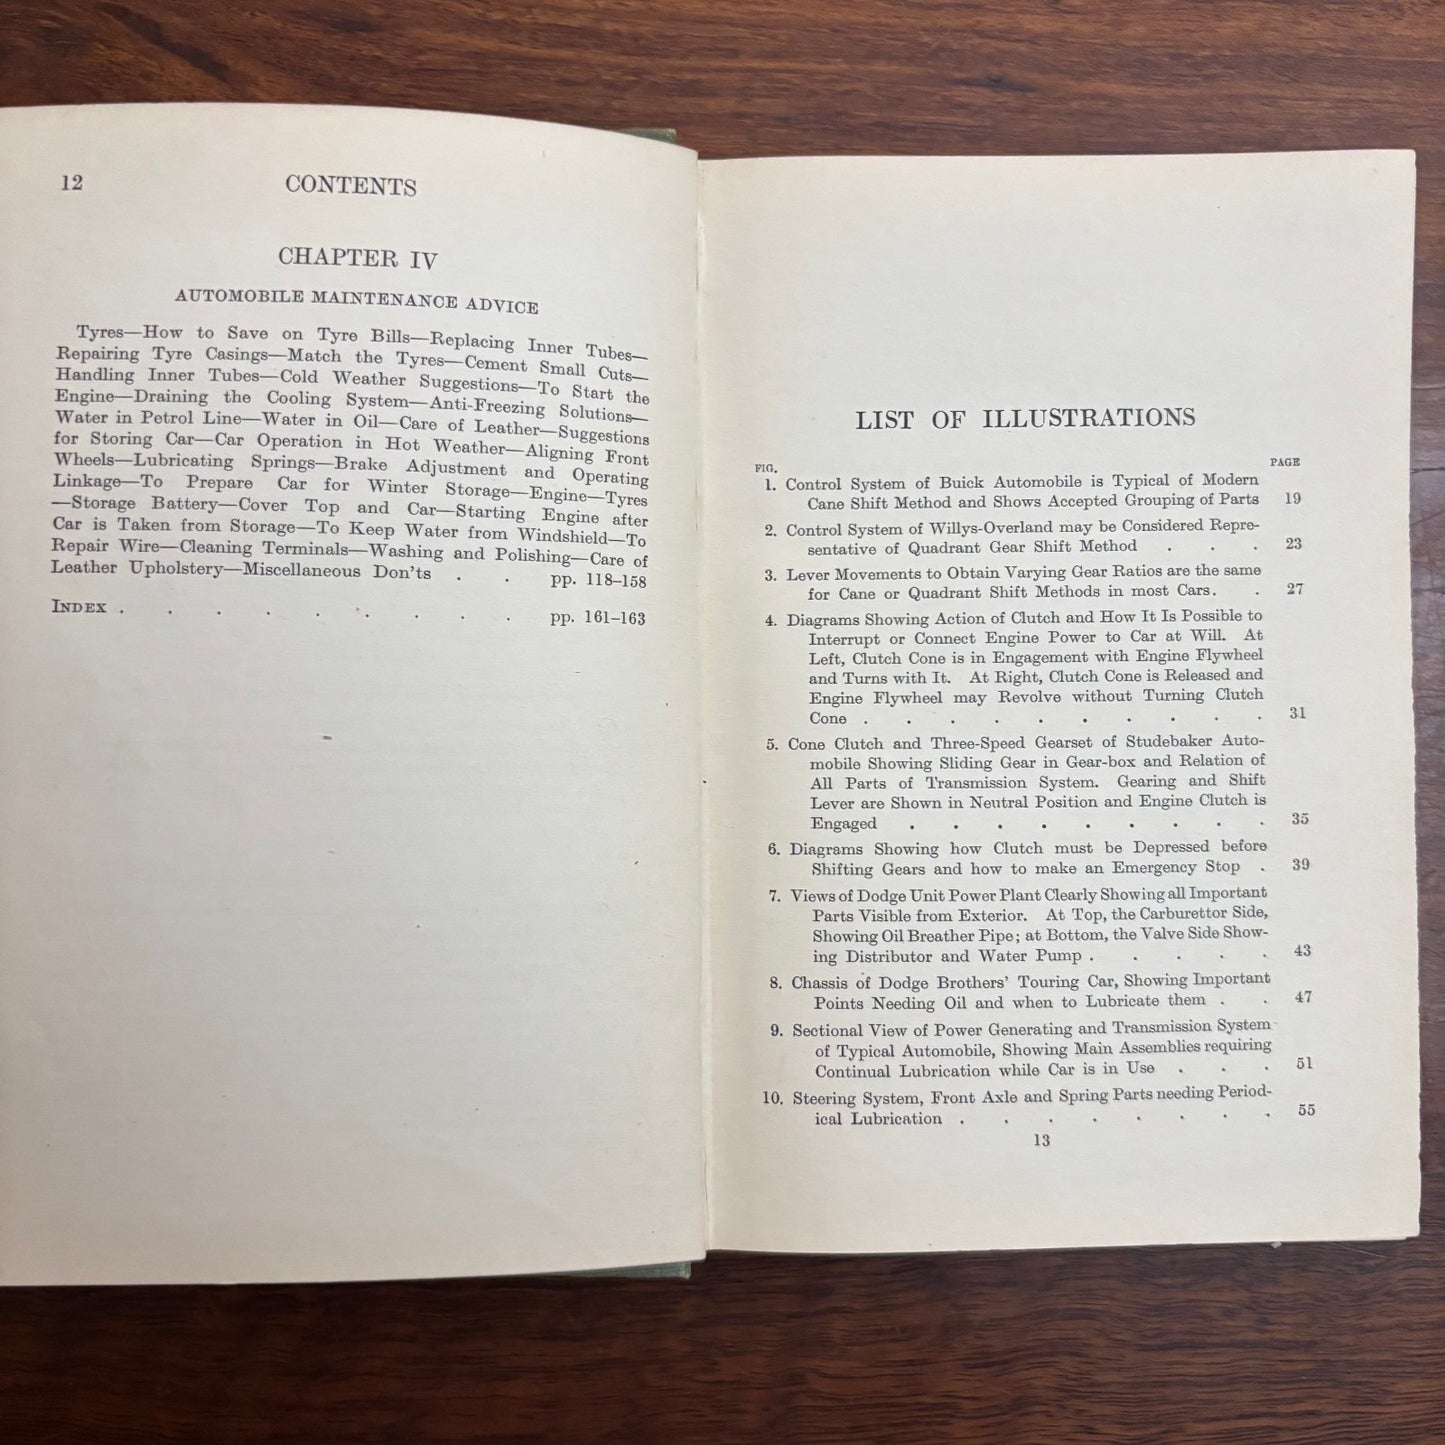 12 CONTENTS
CHAPTER IV
AUTOMOBILE MAINTENANCE ADVICE
Tyres—How to Save on Tyre Bills—Replacing Inner Tubes—
Repairing Tyre Casings—Match the Tyres—Cement Small Cuts—
Handling Inner Tubes—Cold Weather Suggestions—To Start the
Engine—Draining the Cooling System—Anti-Freezing Solutions—
Water in Petrol Line—Water in Oil—Care of Leather—Suggestions
for Storing Car—Car Operation in Hot Weather—Aligning Front
Wheels—Lubricating Springs—Brake Adjustment and Operating
Linkage—To Prepare Car for Winter Storage—Engine—Tyres
—Storage Battery—Cover Top and Car—Starting Engine after
Car is Taken from Storage—To Keep Water from Windshield—To
Repair Wire—Cleaning Terminals—Washing and Polishing—Care of
Leather Upholstery—Miscellaneous Don'ts . . pp. 118–158
INDEX . . . . . . . . . pp. 161–163
LIST OF ILLUSTRATIONS
FIG. PAGE
1. Control System of Buick Automobile is Typical of Modern
Cane Shift Method and Shows Accepted Grouping of Parts 19
2. Control System of Willys-Overland may be Considered Repre-
sentative of Quadrant Gear Shift Method . . . 23
3. Lever Movements to Obtain Varying Gear Ratios are the same
for Cane or Quadrant Shift Methods in most Cars. . 27
4. Diagrams Showing Action of Clutch and How It Is Possible to
Interrupt or Connect Engine Power to Car at Will. At
Left, Clutch Cone is in Engagement with Engine Flywheel
and Turns with It. At Right, Clutch Cone is Released and
Engine Flywheel may Revolve without Turning Clutch
Cone . . . . . . . . . . 31
5. Cone Clutch and Three-Speed Gearset of Studebaker Auto-
mobile Showing Sliding Gear in Gear-box and Relation of
All Parts of Transmission System. Gearing and Shift
Lever are Shown in Neutral Position and Engine Clutch is
Engaged . . . . . . . . . 35
6. Diagrams Showing how Clutch must be Depressed before
Shifting Gears and how to make an Emergency Stop . 39
7. Views of Dodge Unit Power Plant Clearly Showing all Important
Parts Visible from Exterior. At Top, the Carburettor Side,
Showing Oil Breather Pipe; at Bottom, the Valve Side Show-
ing Distributor and Water Pump . . . . . 43
8. Chassis of Dodge Brothers' Touring Car, Showing Important
Points Needing Oil and when to Lubricate them . . 47
9. Sectional View of Power Generating and Transmission System
of Typical Automobile, Showing Main Assemblies requiring
Continual Lubrication while Car is in Use . . . 51
10. Steering System, Front Axle and Spring Parts needing Period-
ical Lubrication . . . . . . . . 55
13